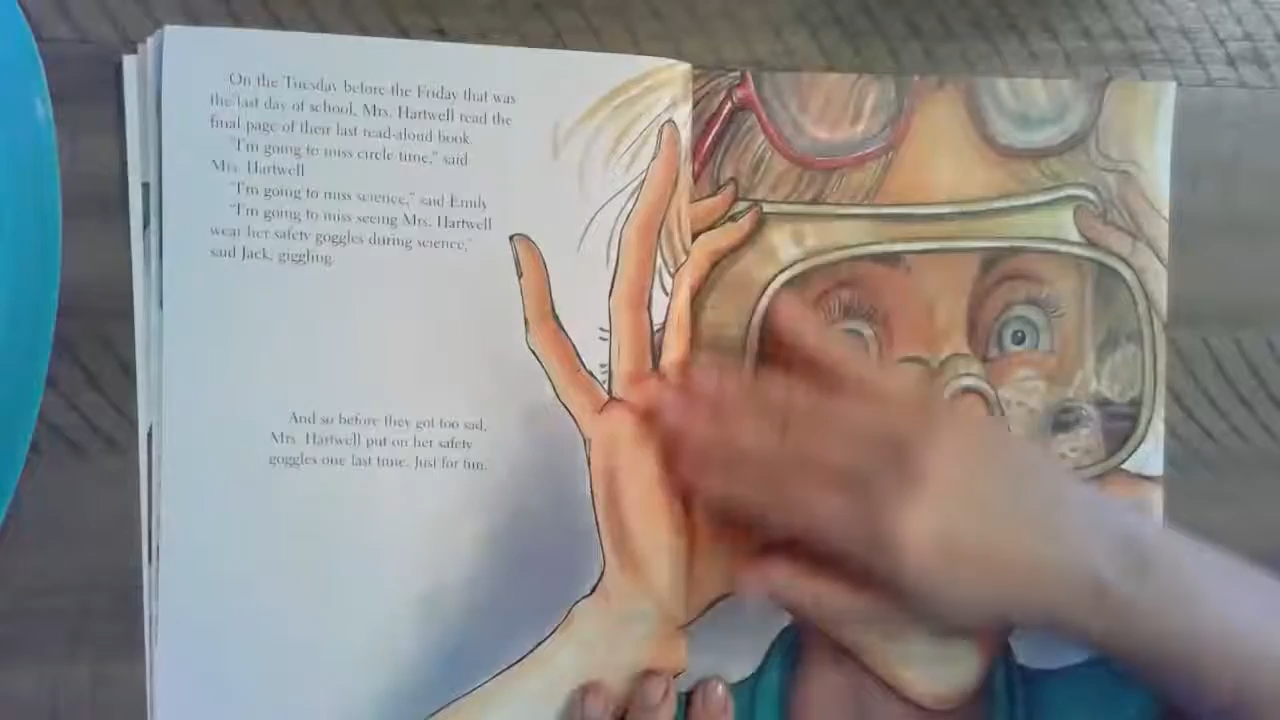 On the Tuesday before the Friday that was
the last day of school, Mrs. Hartwell read the
final page of their last read-aloud book.
"I'm going to miss circle time," said
Mrs. Hartwell
"I'm going to miss science," said Emily
"I'm going to miss seeing Mrs. Hartwell
wear her safety goggles during science,"
said Jack, giggling.
And so before they got too sad,
Mrs. Hartwell put on her safety
goggles one last time. Just for fun.